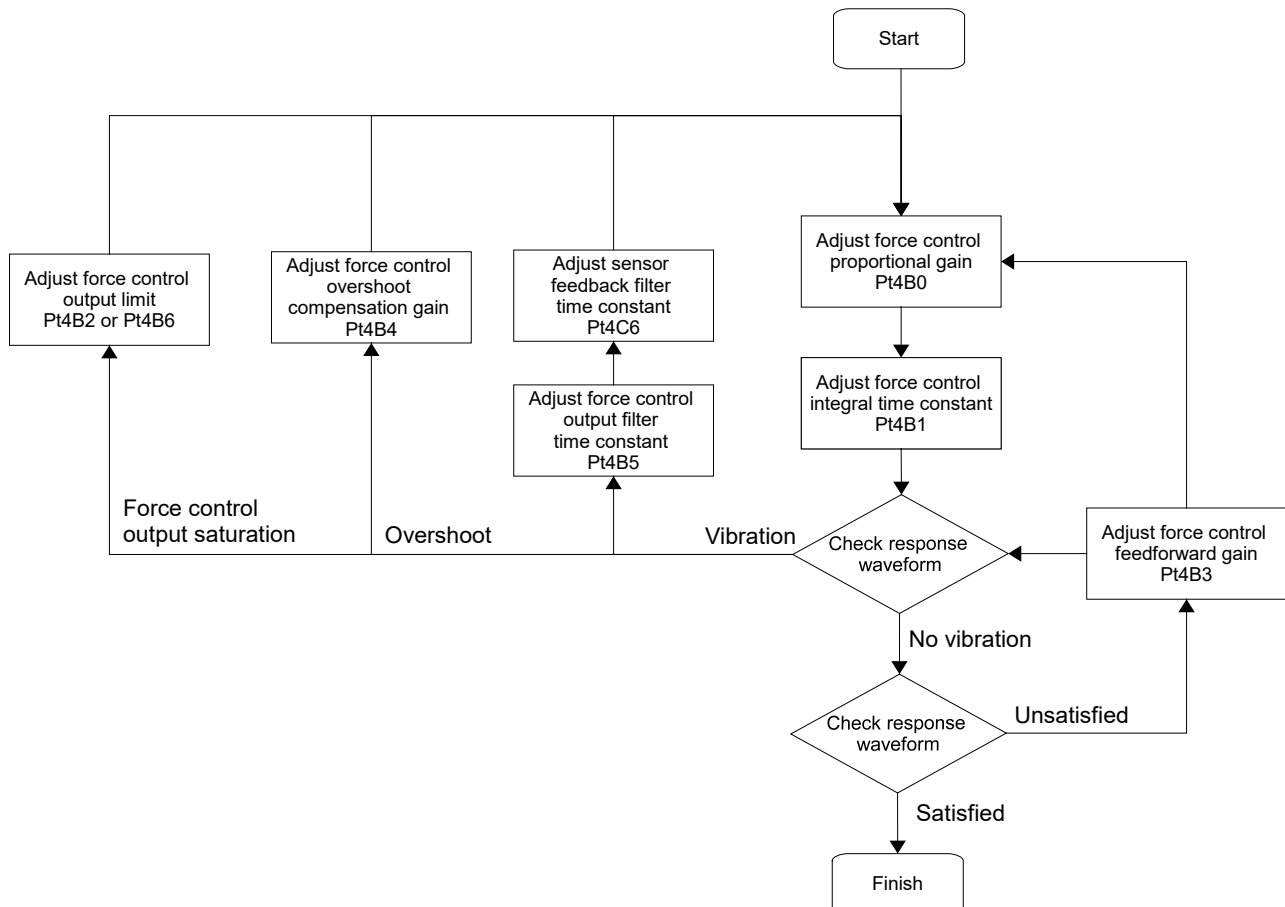 Start
Adjust force control
output limit
Pt4B2 or Pt4B6
Adjust force control
overshoot
compensation gain
Pt4B4
Adjust sensor
feedback filter
time constant
Pt4C6
Adjust force control
proportional gain
Pt4B0
Adjust force control
output filter
time constant
Pt4B5
Adjust force control
integral time constant
Pt4B1
Force control
output saturation
Overshoot
Vibration
Check response
waveform
Adjust force control
feedforward gain
Pt4B3
No vibration
Check response
waveform
Unsatisfied
Satisfied
Finish